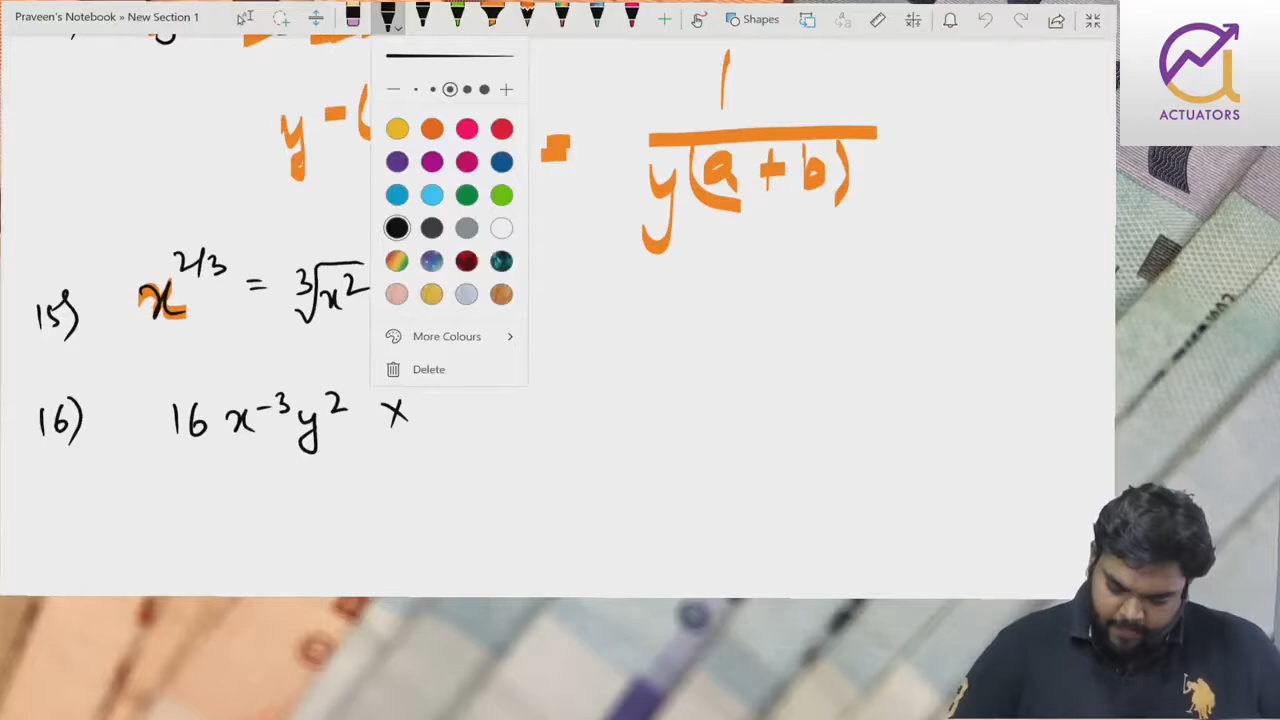 Praveen's Notebook » New Section 1
Shapes
ACTUATORS
1
y - ( = y(a + b)
15) x^2/3 = ³√x²
More Colours
Delete
16) 16 x^-3 y^2 ×